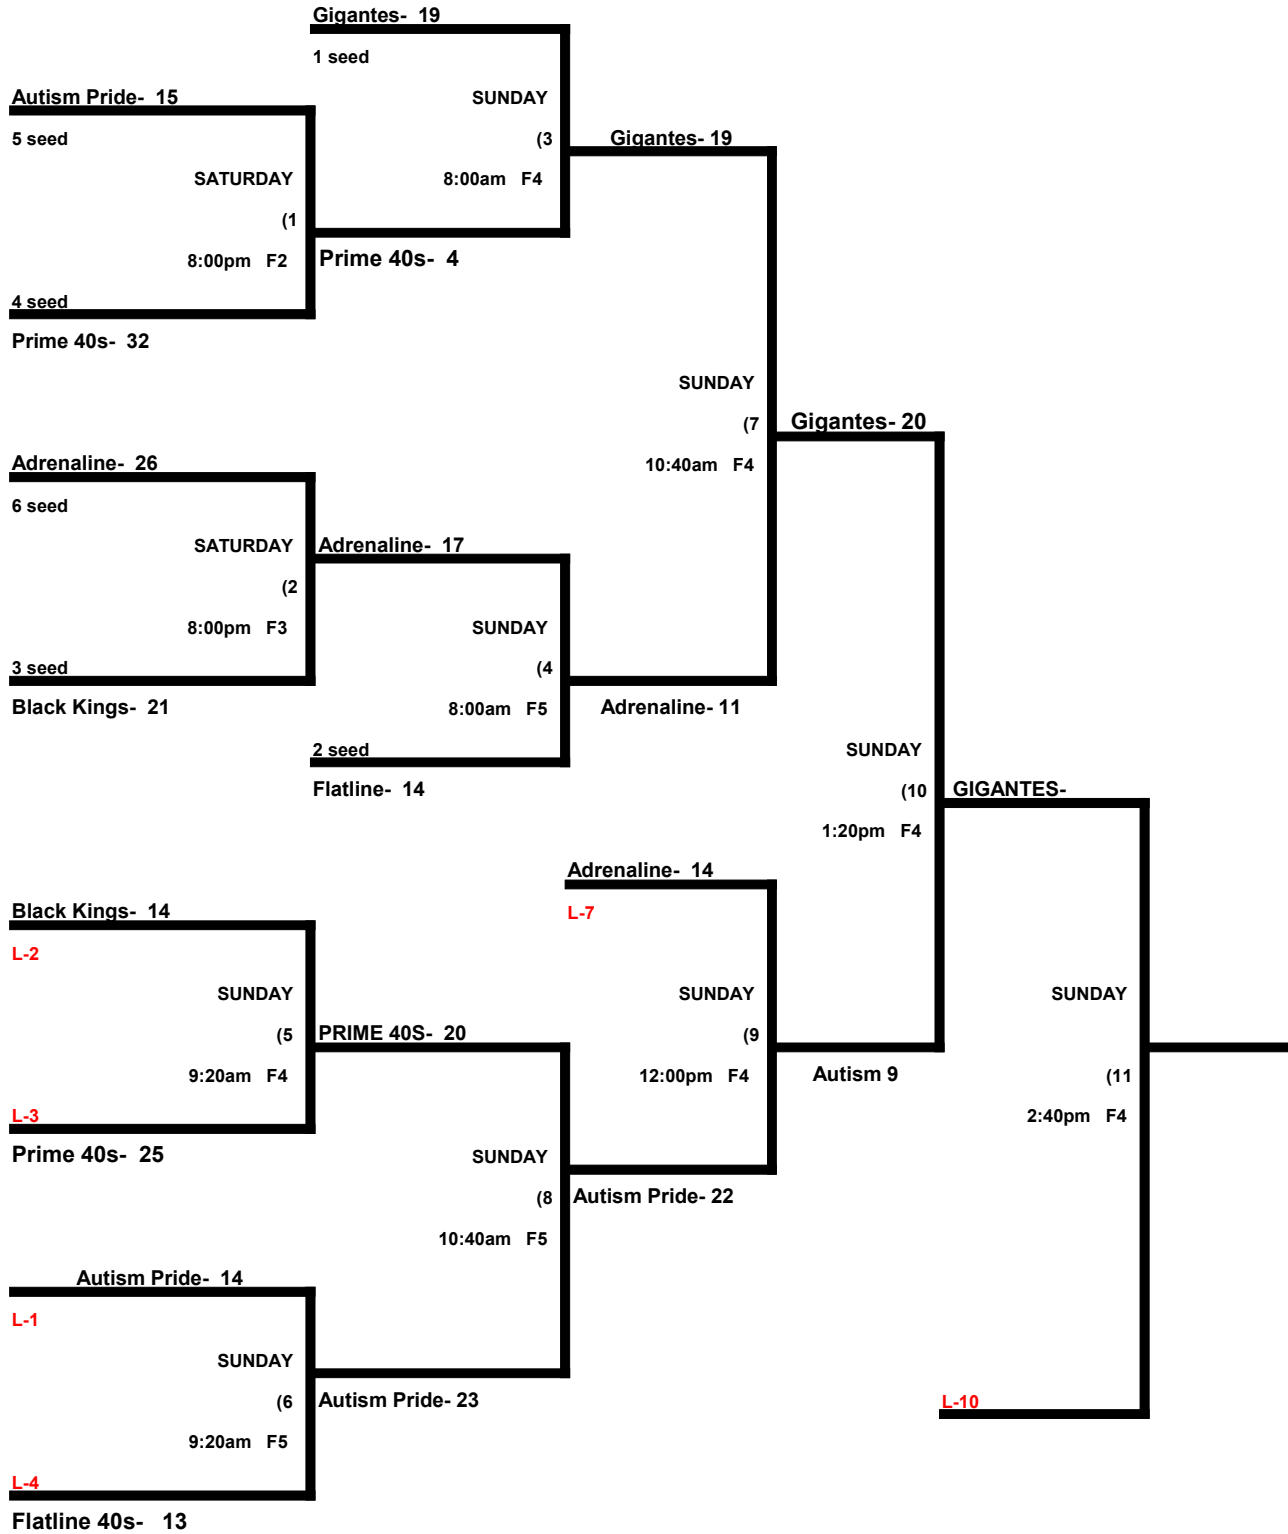 Gigantes-  19
1 seed
Autism Pride-  15
SUNDAY
5 seed
(3
Gigantes- 19
SATURDAY
8:00am   F4
(1
8:00pm   F2
Prime 40s-  4
4 seed
Prime 40s-  32
SUNDAY
(7
Gigantes- 20
Adrenaline-  26
10:40am   F4
6 seed
SATURDAY
Adrenaline-  17
(2
8:00pm   F3
SUNDAY
3 seed
(4
Black Kings-  21
8:00am   F5
Adrenaline- 11
2 seed
SUNDAY
Flatline-  14
(10
GIGANTES-
1:20pm   F4
Adrenaline-  14
Black Kings-  14
L-7
L-2
SUNDAY
SUNDAY
SUNDAY
(5
PRIME 40S-  20
(9
9:20am   F4
12:00pm   F4
Autism 9
(11
L-3
2:40pm   F4
Prime 40s-  25
SUNDAY
(8
Autism Pride- 22
10:40am   F5
Autism Pride-  14
L-1
SUNDAY
(6
Autism Pride- 23
L-10
9:20am   F5
L-4
Flatline 40s-   13